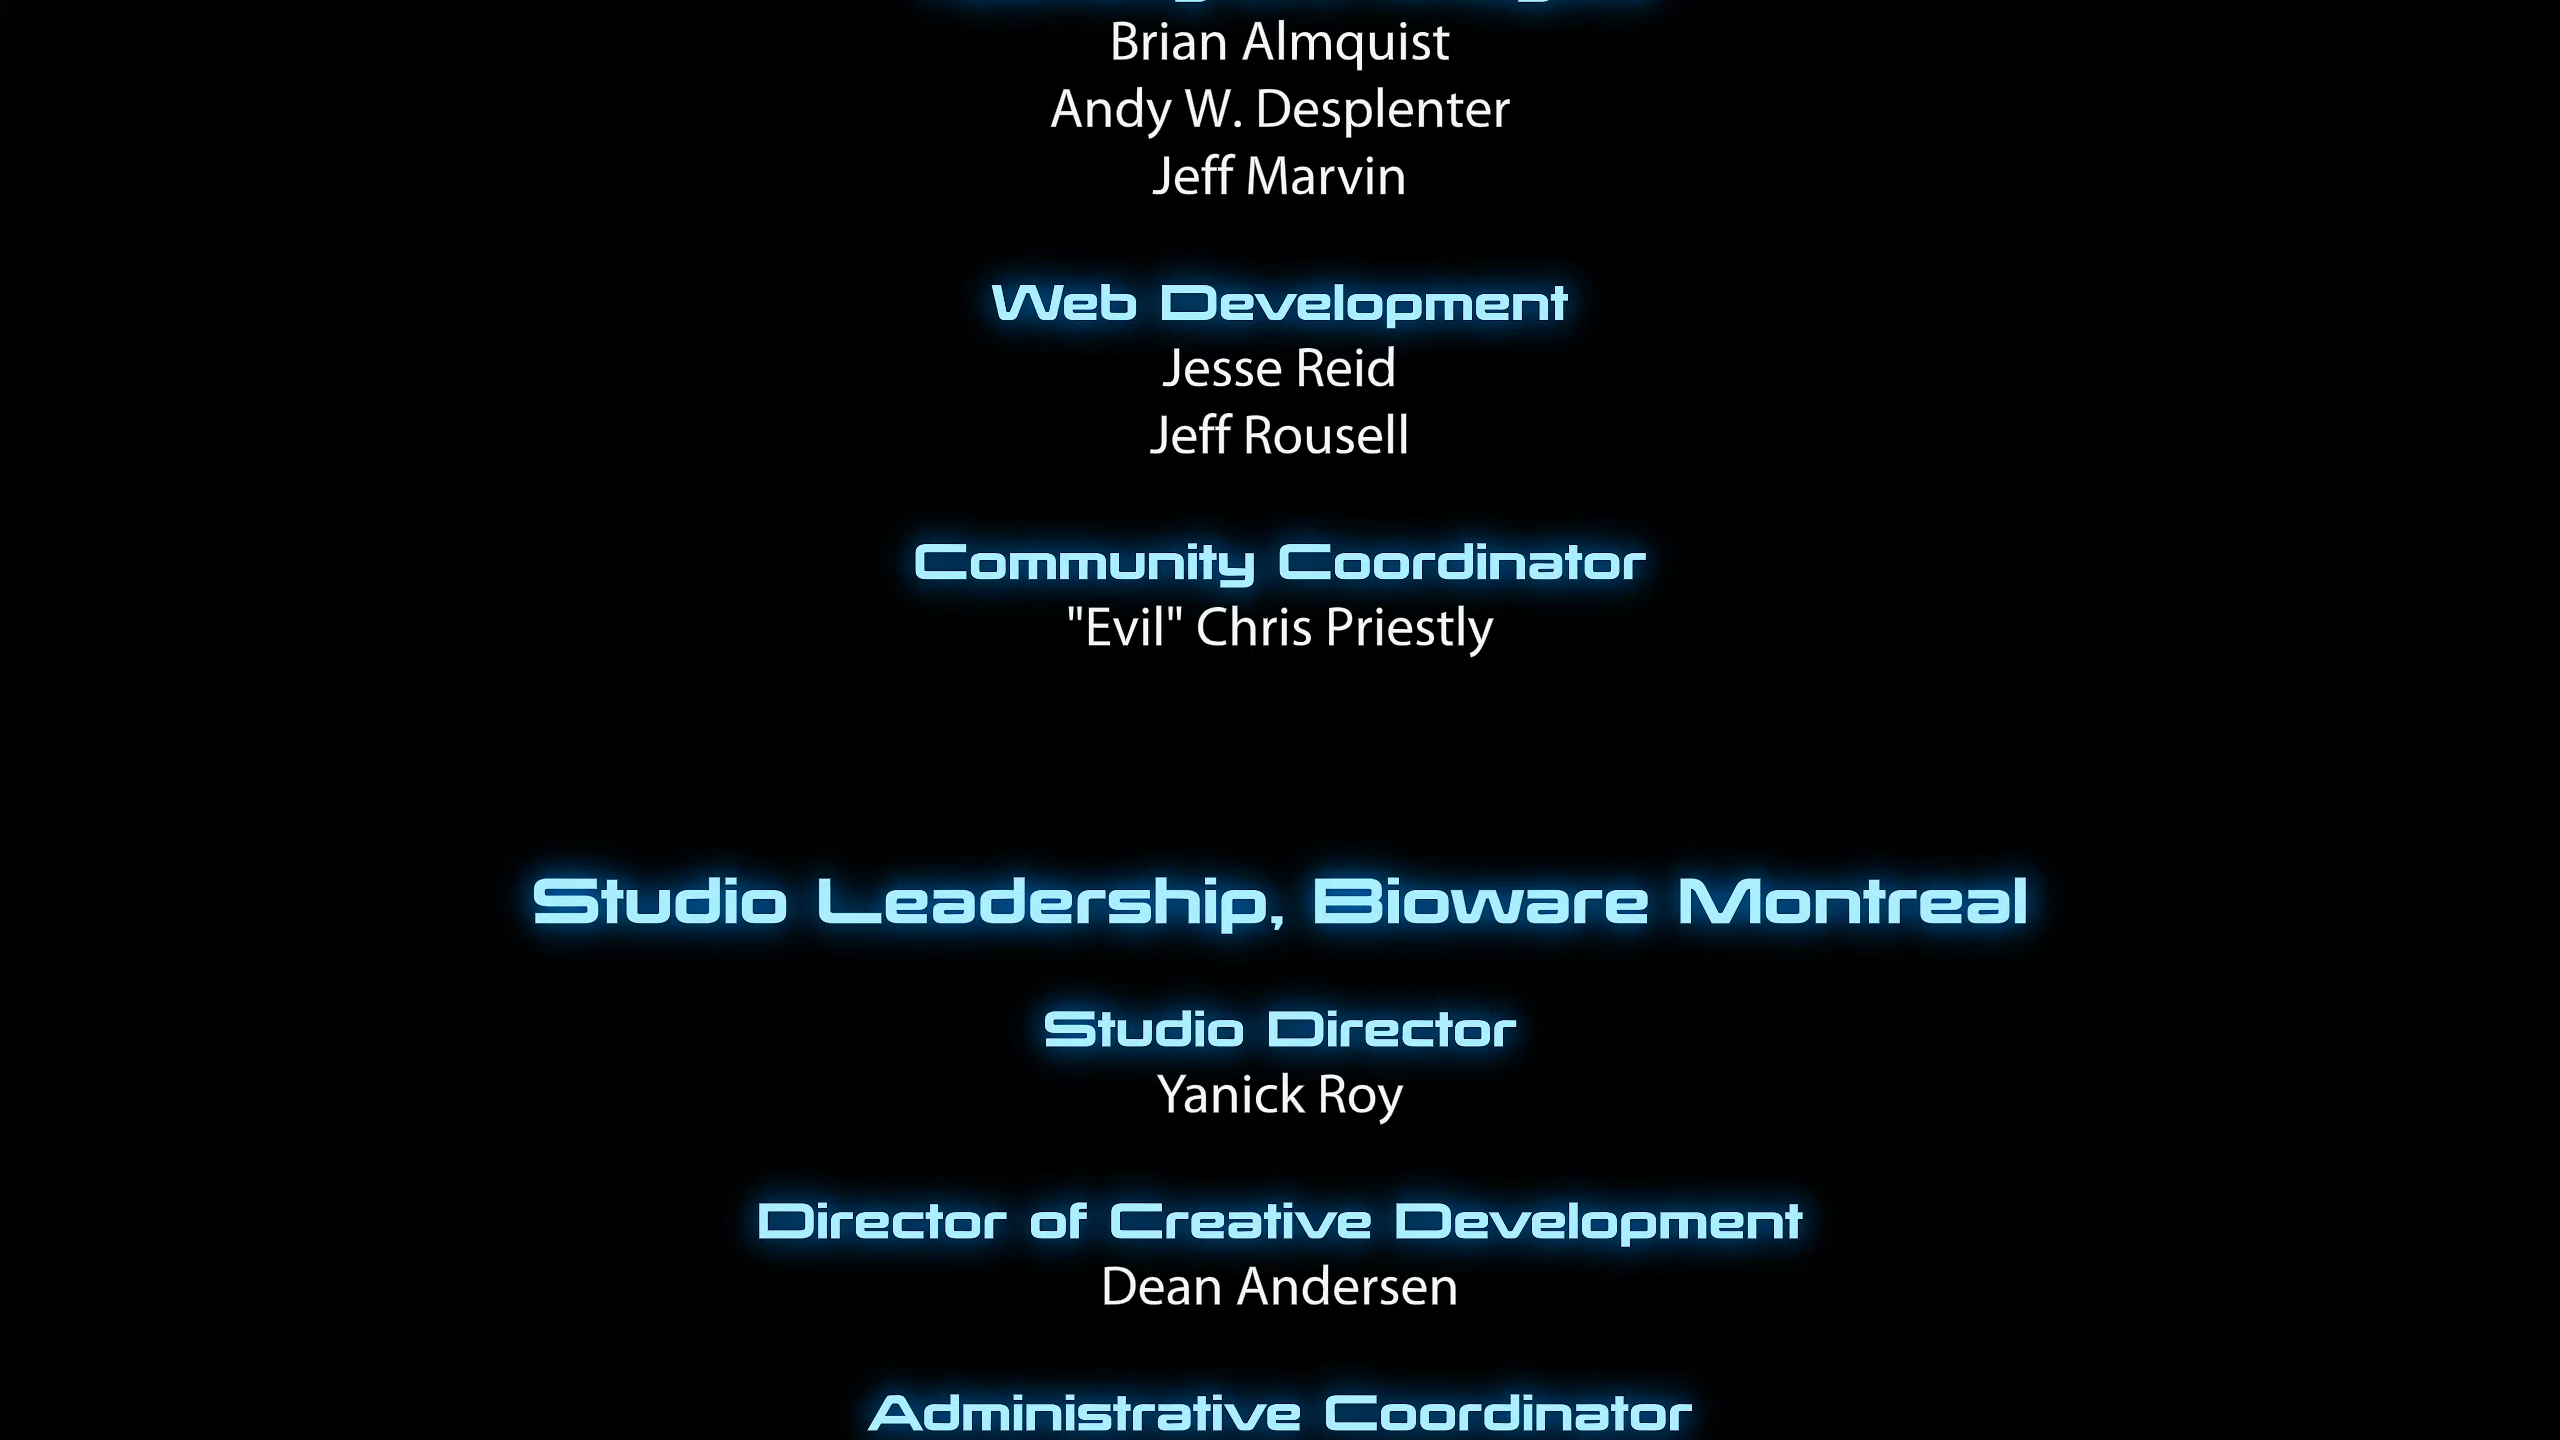 Brian Almquist
Andy W. Desplenter
Jeff Marvin
Web Development
Jesse Reid
Jeff Rousell
Community Coordinator
"Evil" Chris Priestly
Studio Leadership, Bioware Montreal
Studio Director
Yanick Roy
Director of Creative Development
Dean Andersen
Administrative Coordinator